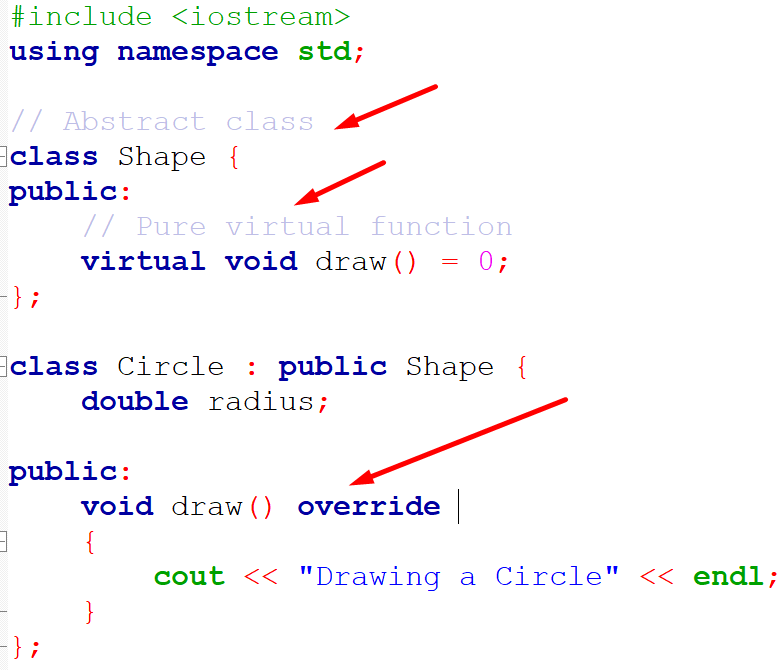 #include <iostream>
using namespace std;
// Abstract class
class Shape {
public:
// Pure virtual function
virtual void draw() = 0;
};
class Circle : public Shape {
double radius;
public:
void draw() override
{
cout << "Drawing a Circle" << endl;
}
};